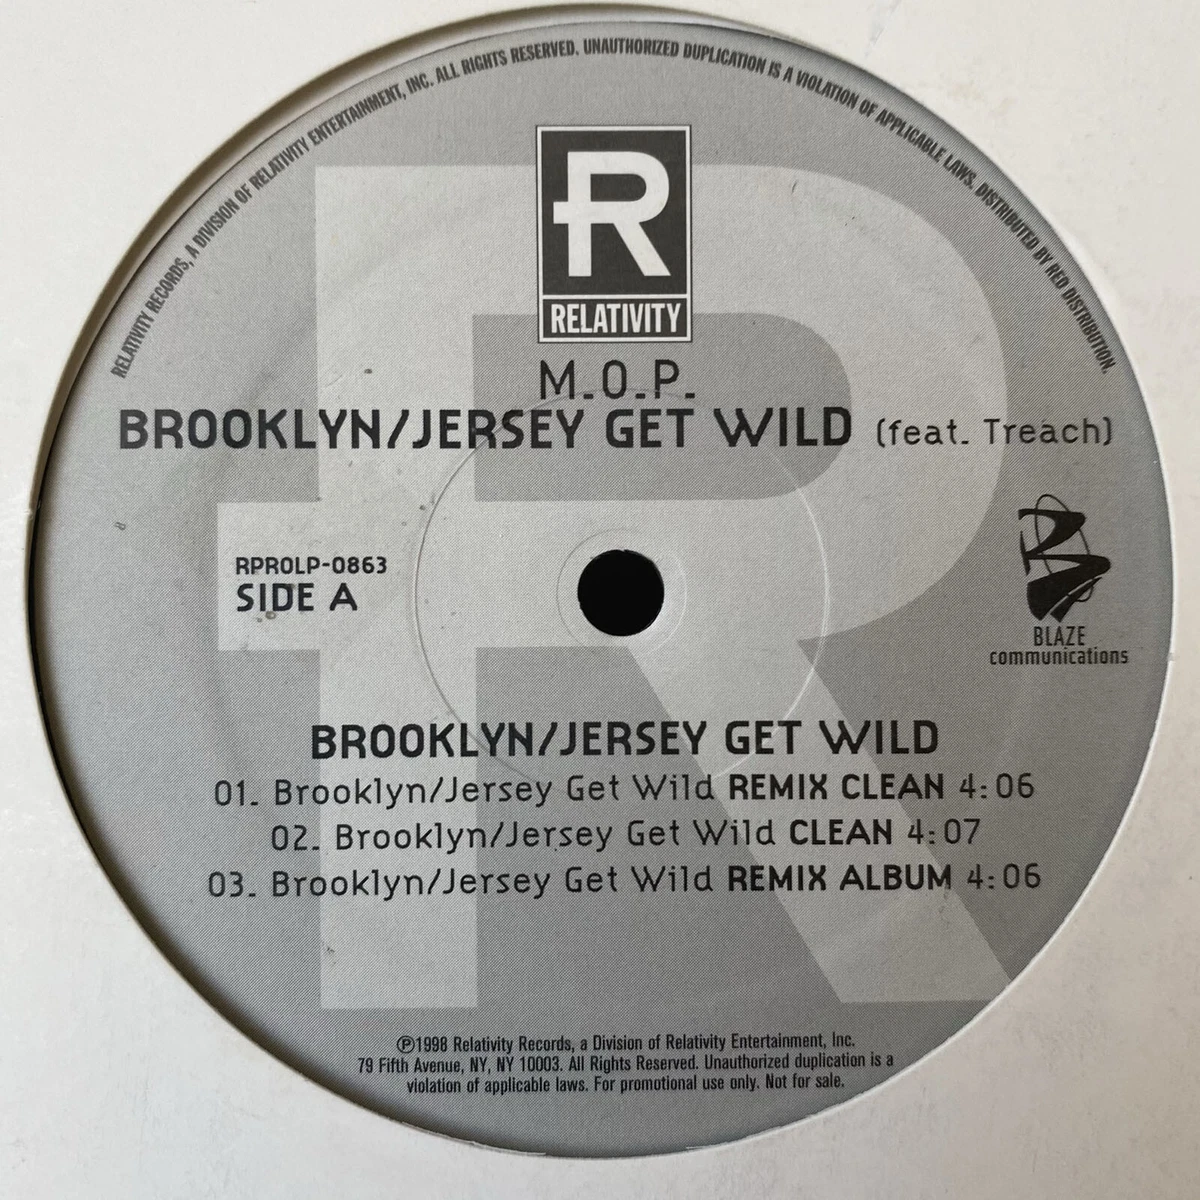 RELATIVITY RECORDS, A DIVISION OF RELATIVITY ENTERTAINMENT, INC. ALL RIGHTS RESERVED. UNAUTHORIZED DUPLICATION IS A VIOLATION OF APPLICABLE LAWS. DISTRIBUTED BY RED DISTRIBUTION.
R
RELATIVITY
M.O.P.
BROOKLYN/JERSEY GET WILD (feat. Treach)
RPROLP-0863
SIDE A
BLAZE
communications
BROOKLYN/JERSEY GET WILD
01. Brooklyn/Jersey Get Wild REMIX CLEAN 4:06
02. Brooklyn/Jersey Get Wild CLEAN 4:07
03. Brooklyn/Jersey Get Wild REMIX ALBUM 4:06
℗1998 Relativity Records, a Division of Relativity Entertainment, Inc.
79 Fifth Avenue, NY, NY 10003. All Rights Reserved. Unauthorized duplication is a
violation of applicable laws. For promotional use only. Not for sale.